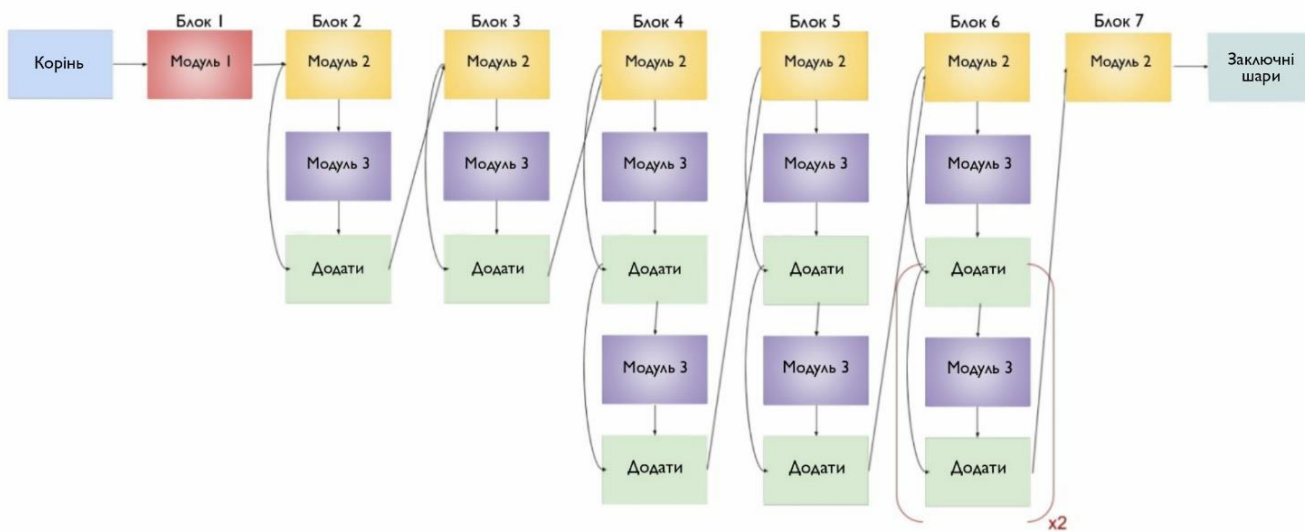 Блок 1
Блок 2
Блок 3
Блок 4
Блок 5
Блок 6
Блок 7
Корінь
Модуль 1
Модуль 2
Модуль 2
Модуль 2
Модуль 2
Модуль 2
Модуль 2
Заключні
шари
Модуль 3
Модуль 3
Модуль 3
Модуль 3
Модуль 3
Додати
Додати
Додати
Додати
Додати
Модуль 3
Модуль 3
Модуль 3
Додати
Додати
Додати
x2